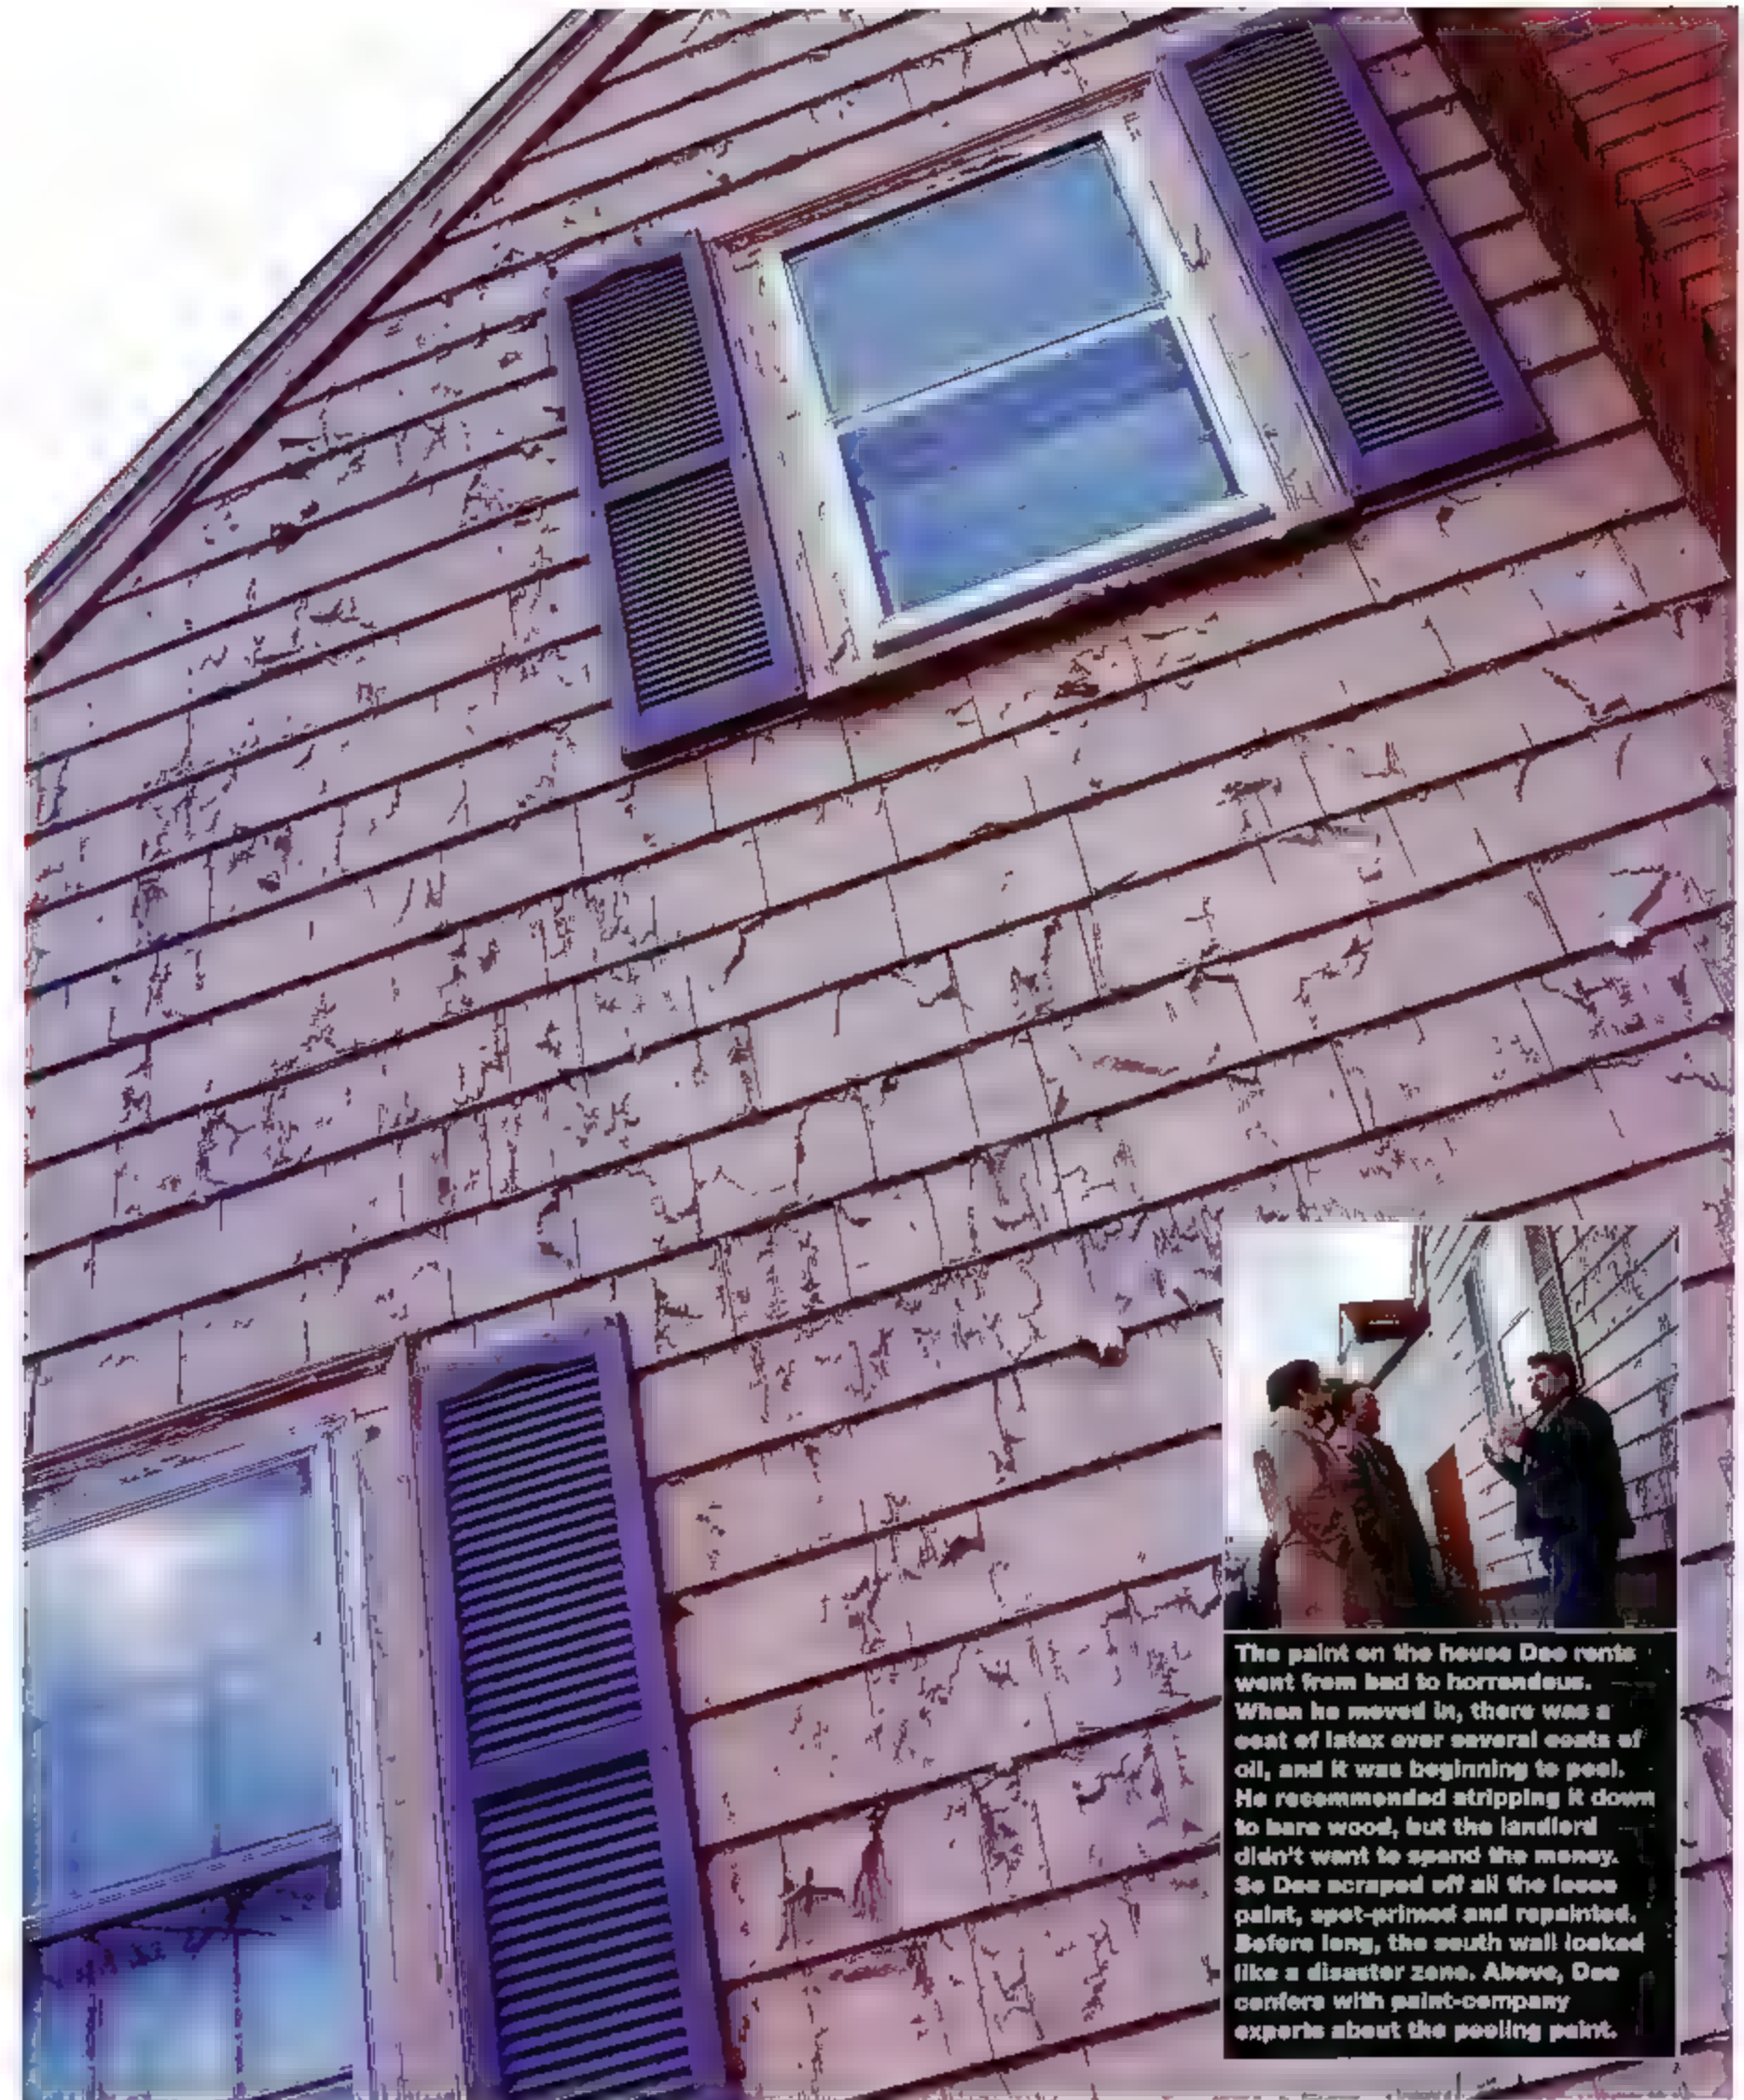 The paint on the house Dee rents
went from bad to horrendous.
When he moved in, there was a
coat of latex over several coats of
oil, and it was beginning to peel.
He recommended stripping it down
to bare wood, but the landlord
didn't want to spend the money.
So Dee scraped off all the loose
paint, spot-primed and repainted.
Before long, the south wall looked
like a disaster zone. Above, Dee
confers with paint-company
experts about the peeling paint.